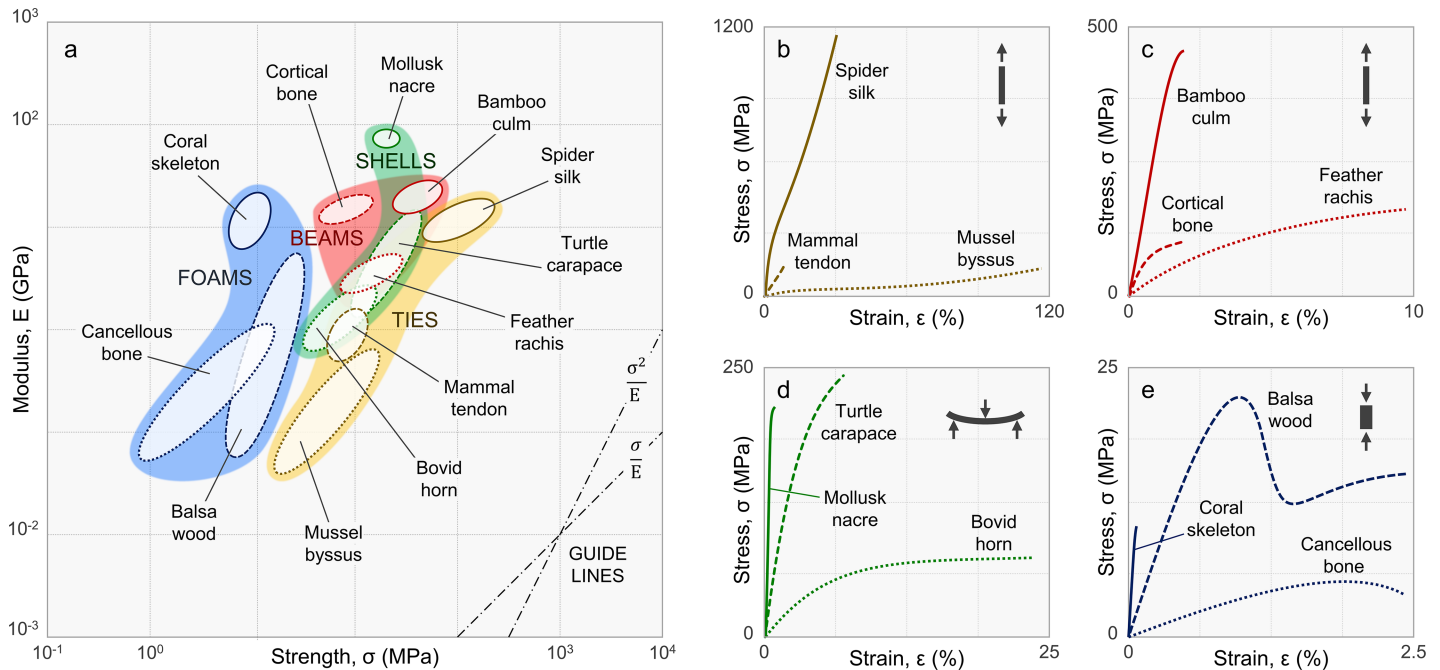 a
10³
10²
10⁻²
10⁻³
Modulus, E (GPa)
10⁻¹
10⁰
10³
10⁴
Strength, σ (MPa)
Coral
skeleton
Cortical
bone
Mollusk
nacre
Bamboo
culm
Spider
silk
SHELLS
BEAMS
FOAMS
TIES
Turtle
carapace
Feather
rachis
Cancellous
bone
Mammal
tendon
Bovid
horn
Balsa
wood
Mussel
byssus
σ²
E
σ
E
GUIDE
LINES
b
1200
0
Stress, σ (MPa)
Spider
silk
Mammal
tendon
Mussel
byssus
0
120
Strain, ε (%)
c
500
0
Stress, σ (MPa)
Bamboo
culm
Feather
rachis
Cortical
bone
0
10
Strain, ε (%)
d
250
0
Stress, σ (MPa)
Turtle
carapace
Mollusk
nacre
Bovid
horn
0
25
Strain, ε (%)
e
25
0
Stress, σ (MPa)
Balsa
wood
Coral
skeleton
Cancellous
bone
0
2.5
Strain, ε (%)